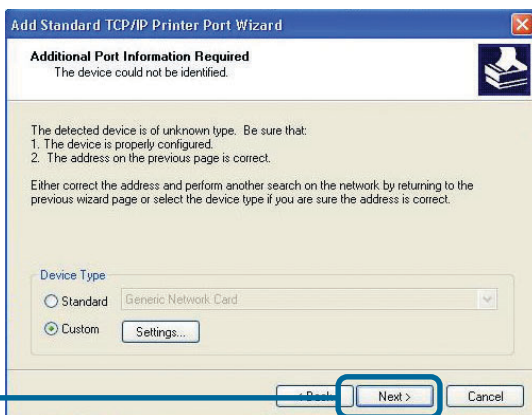 Add Standard TCP/IP Printer Port Wizard
Additional Port Information Required
The device could not be identified.
The detected device is of unknown type. Be sure that:
1. The device is properly configured.
2. The address on the previous page is correct.
Either correct the address and perform another search on the network by returning to the
previous wizard page or select the device type if you are sure the address is correct.
Device Type
Standard Generic Network Card
Custom Settings...
< Back Next > Cancel